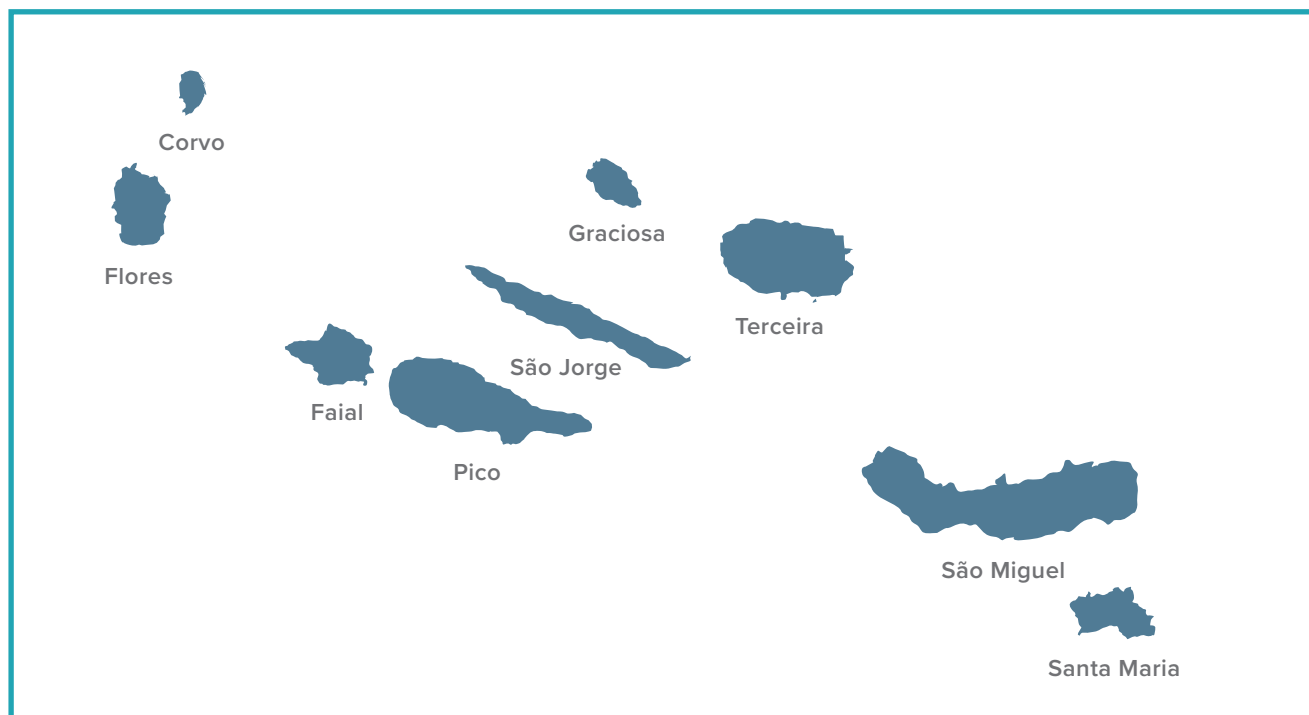 Corvo
Graciosa
Flores
Terceira
São Jorge
Faial
Pico
São Miguel
Santa Maria